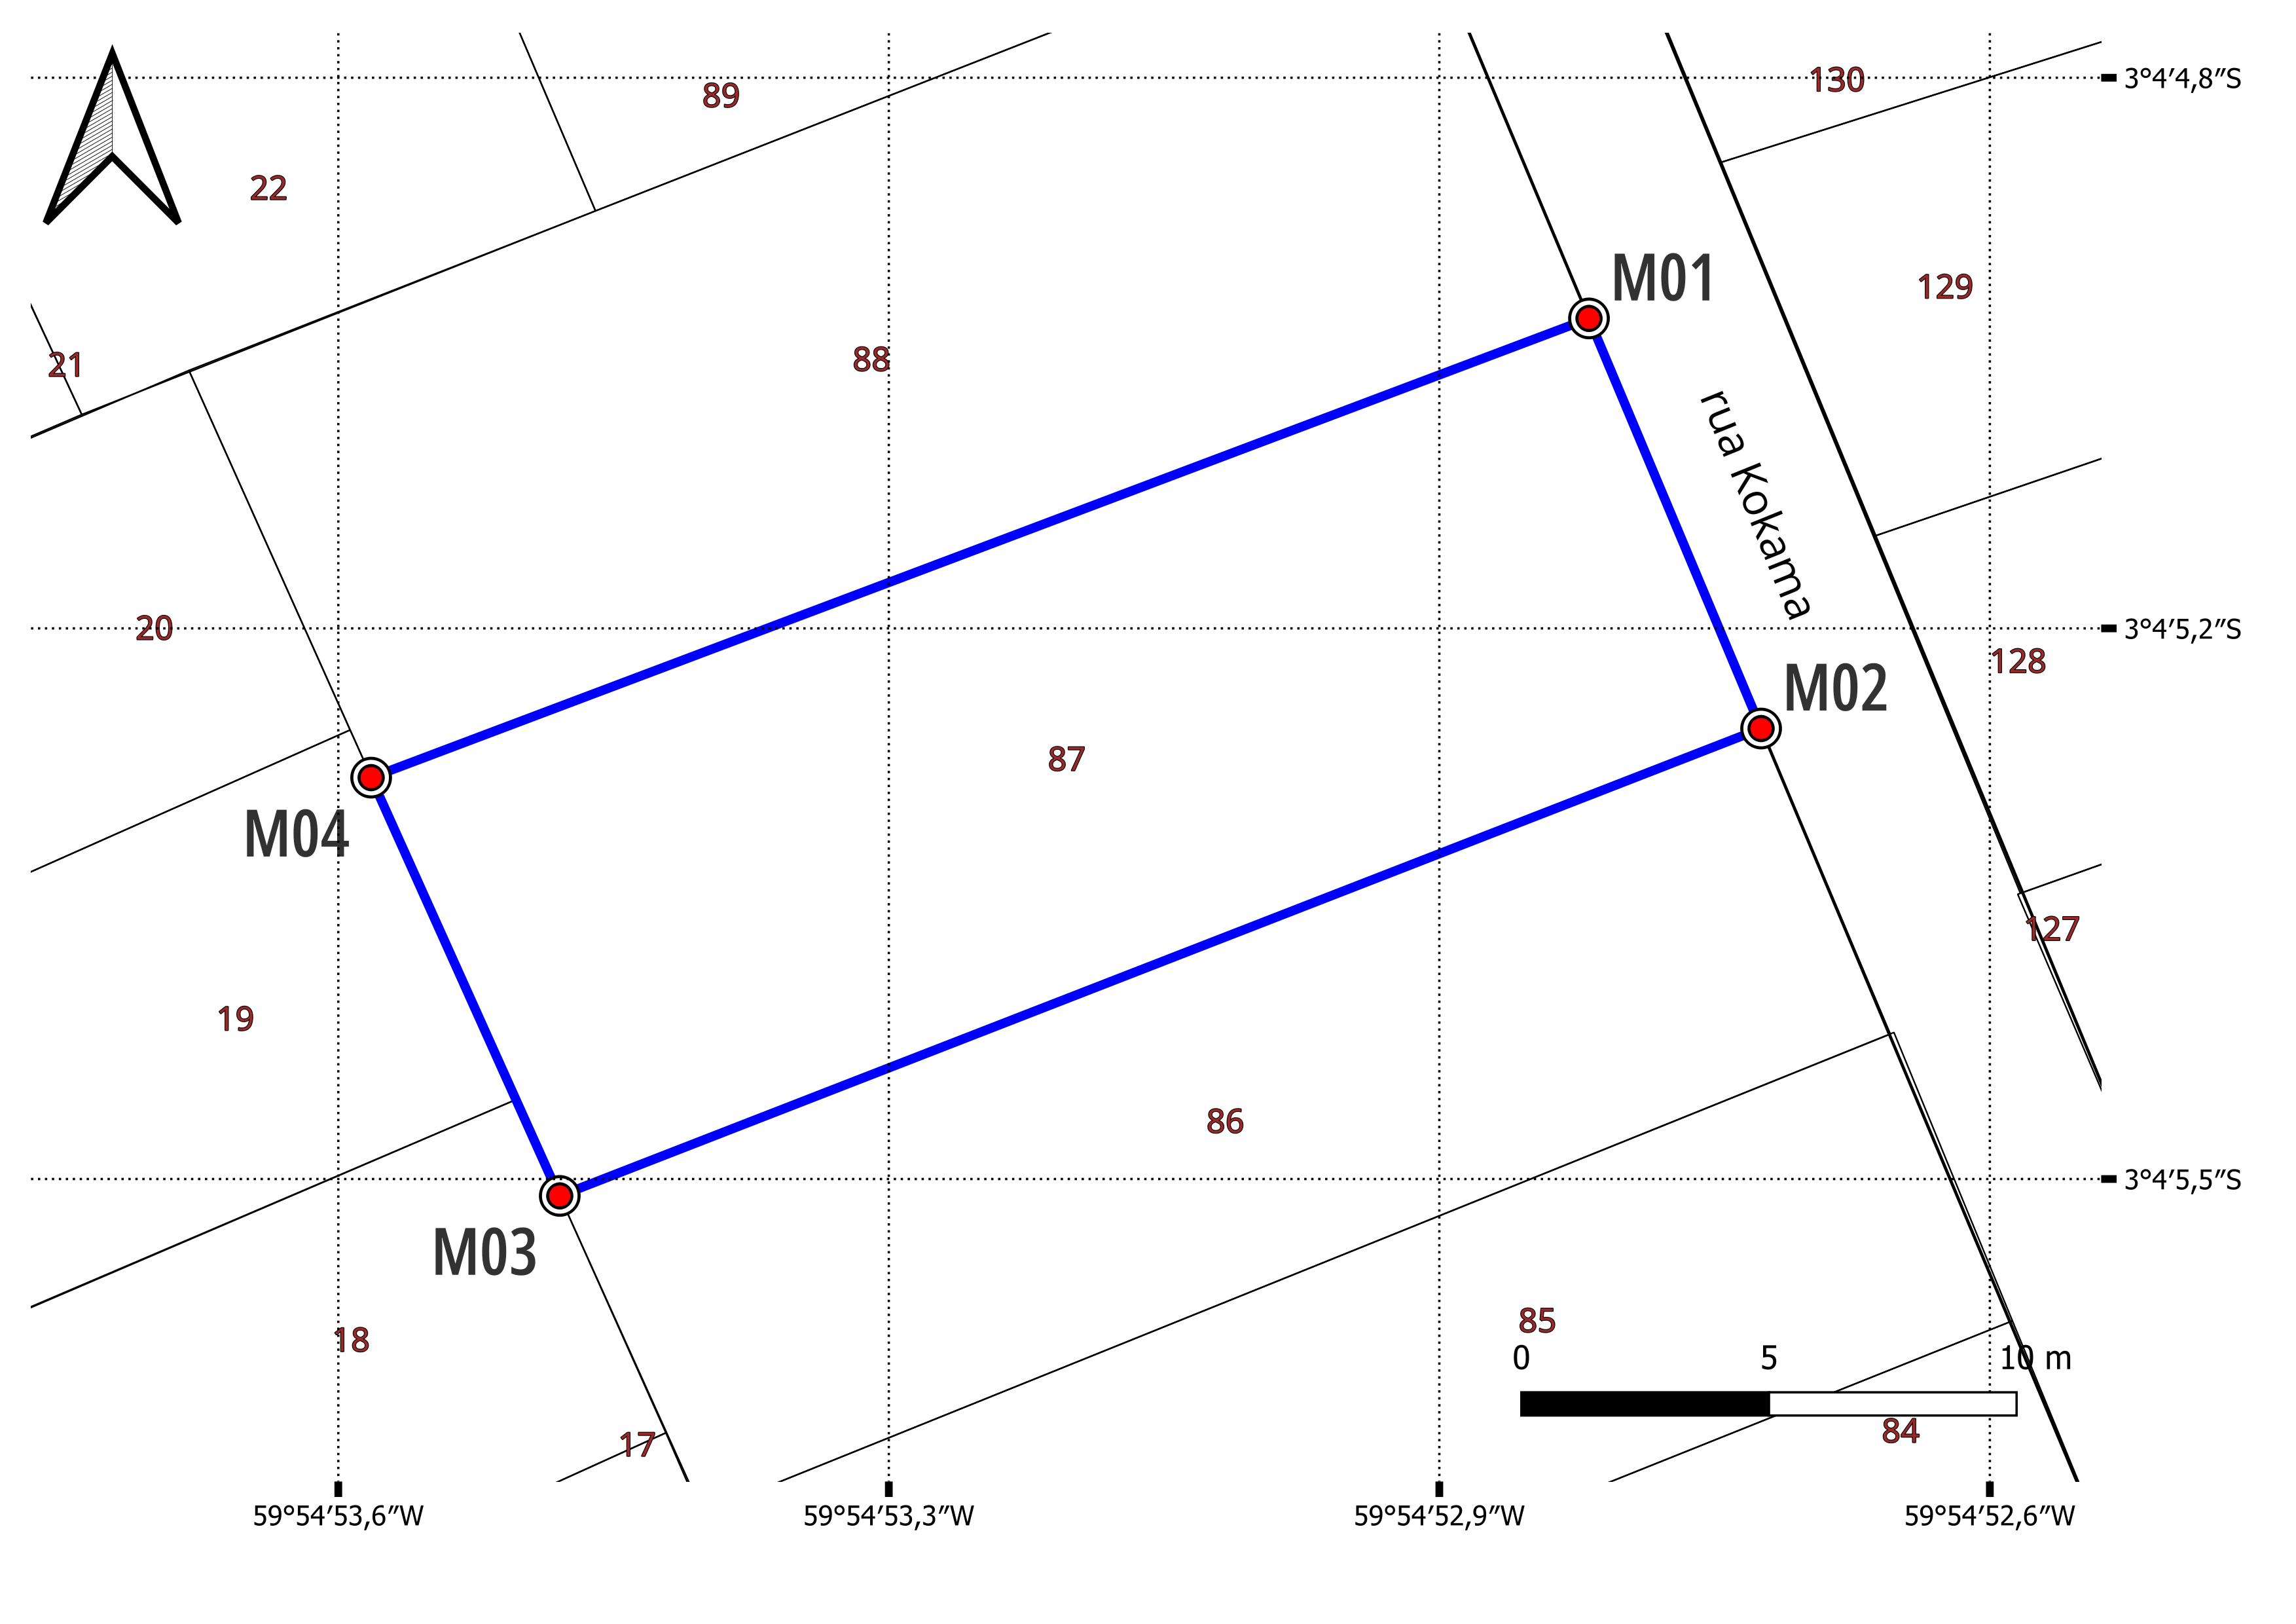 130
3°4′4,8″S
89
22
M01
129
21
88
rua Kokama
20
3°4′5,2″S
128
M02
87
M04
127
19
86
3°4′5,5″S
M03
85
18
0 5 10 m
84
17
59°54′53,6″W 59°54′53,3″W 59°54′52,9″W 59°54′52,6″W